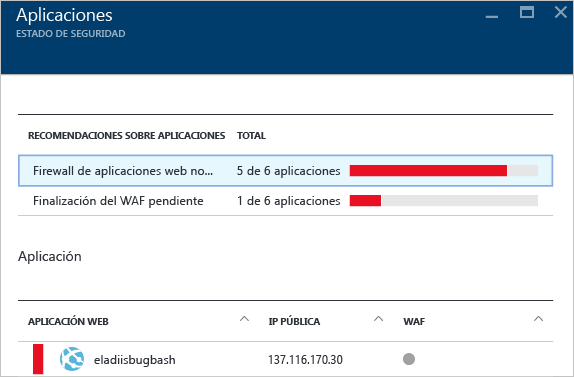 Aplicaciones
ESTADO DE SEGURIDAD
RECOMENDACIONES SOBRE APLICACIONES TOTAL
Firewall de aplicaciones web no... 5 de 6 aplicaciones
Finalización del WAF pendiente 1 de 6 aplicaciones
Aplicación
APLICACIÓN WEB IP PÚBLICA WAF
eladiisbugbash 137.116.170.30